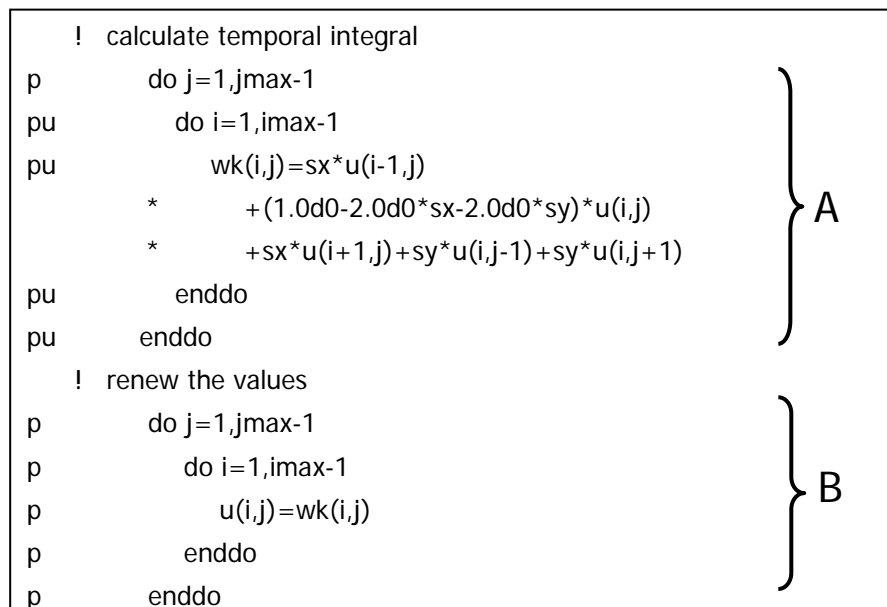 ! calculate temporal integral
p do j=1,jmax-1
pu do i=1,imax-1
pu wk(i,j)=sx*u(i-1,j)
* +(1.0d0-2.0d0*sx-2.0d0*sy)*u(i,j)
* +sx*u(i+1,j)+sy*u(i,j-1)+sy*u(i,j+1)
pu enddo
pu enddo
A
! renew the values
p do j=1,jmax-1
p do i=1,imax-1
p u(i,j)=wk(i,j)
p enddo
p enddo
B